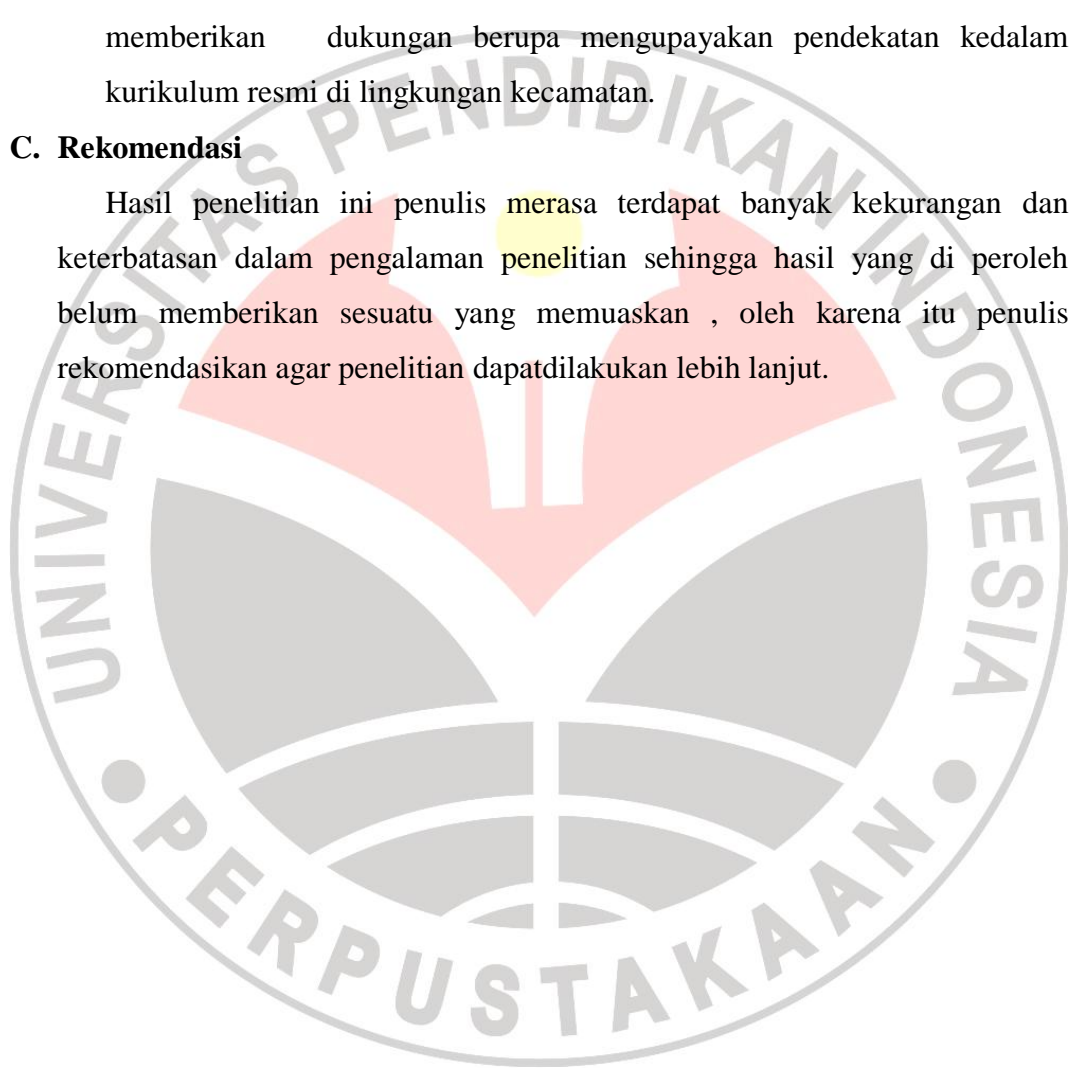 memberikan dukungan berupa mengupayakan pendekatan kedalam
kurikulum resmi di lingkungan kecamatan.
C. Rekomendasi
Hasil penelitian ini penulis merasa terdapat banyak kekurangan dan
keterbatasan dalam pengalaman penelitian sehingga hasil yang di peroleh
belum memberikan sesuatu yang memuaskan , oleh karena itu penulis
rekomendasikan agar penelitian dapatdilakukan lebih lanjut.
UNIVERSITAS PENDIDIKAN INDONESIA
PERPUSTAKAAN